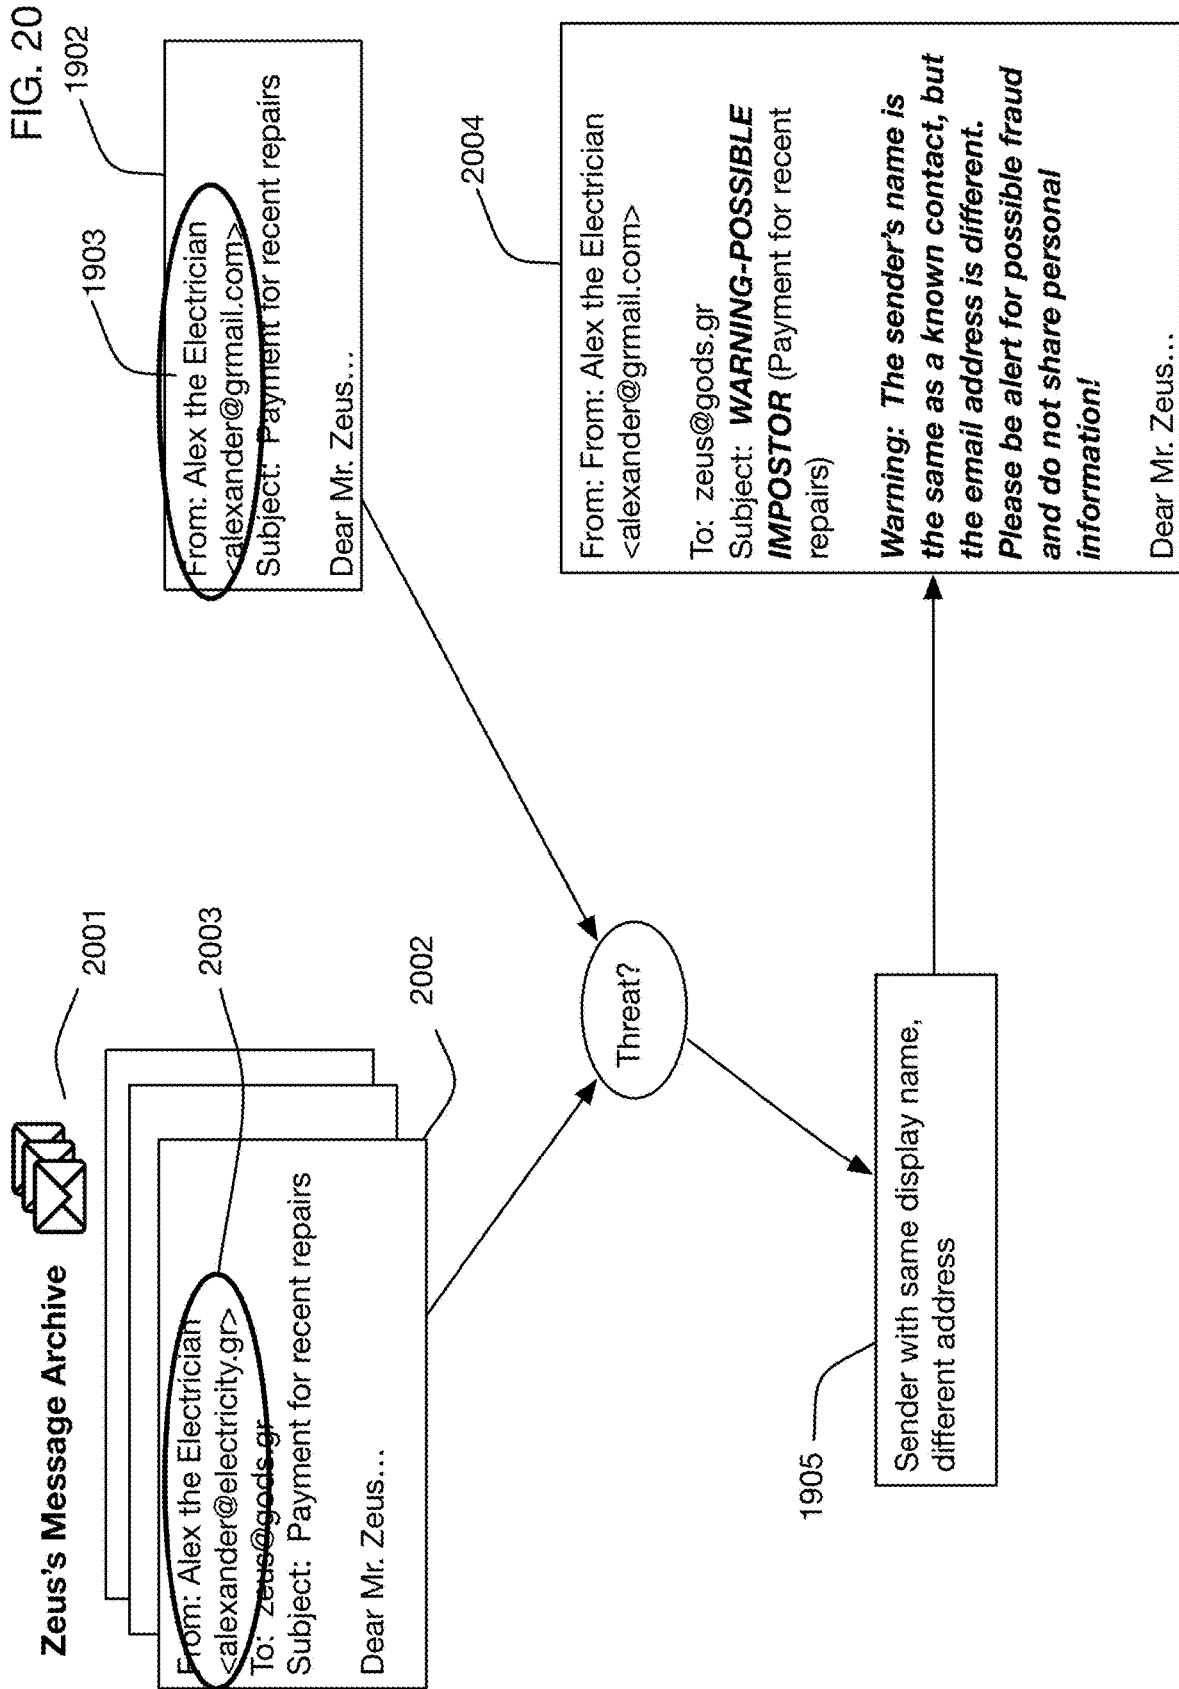 FIG. 20
Zeus's Message Archive
2001
2003
2002
From: Alex the Electrician
<alexander@electricity.gr>
To: zeus@gods.gr
Subject: Payment for recent repairs
Dear Mr. Zeus...
1903
1902
From: Alex the Electrician
<alexander@grmail.com>
Subject: Payment for recent repairs
Dear Mr. Zeus...
Threat?
1905
Sender with same display name,
different address
2004
From: From: Alex the Electrician
<alexander@grmail.com>
To: zeus@gods.gr
Subject: WARNING-POSSIBLE
IMPOSTOR (Payment for recent
repairs)
Warning: The sender's name is
the same as a known contact, but
the email address is different.
Please be alert for possible fraud
and do not share personal
information!
Dear Mr. Zeus...